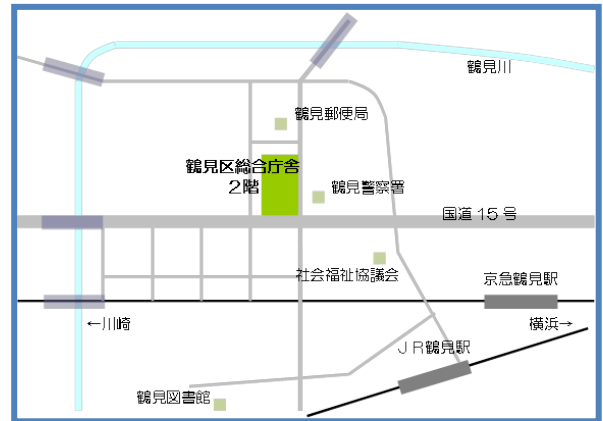 鶴見川
鶴見郵便局
鶴見区総合庁舎
２階
鶴見警察署
国道15号
社会福祉協議会
京急鶴見駅
←川崎
横浜→
ＪＲ鶴見駅
鶴見図書館